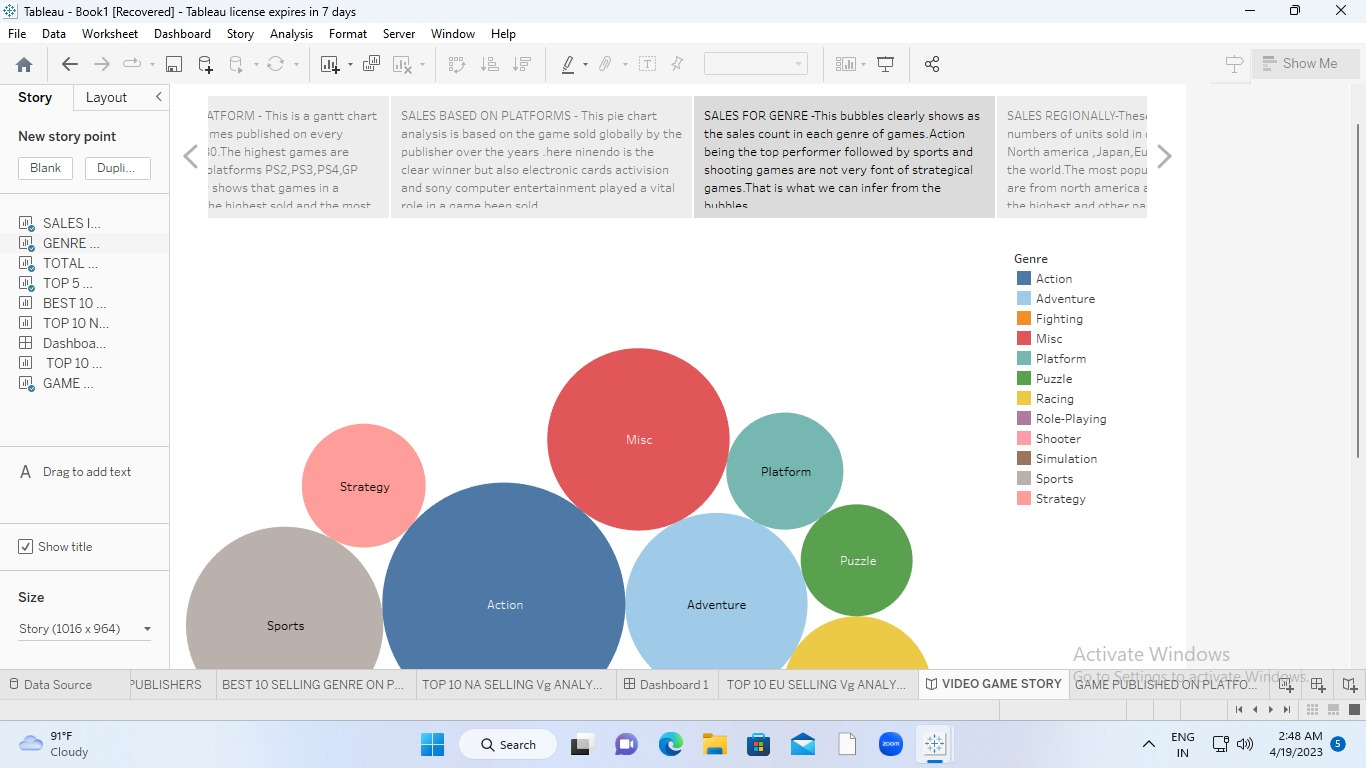 Tableau - Book1 [Recovered] - Tableau license expires in 7 days
File Data Worksheet Dashboard Story Analysis Format Server Window Help
Show Me
Story Layout
New story point
Blank Dupli...
SALES I...
GENRE ...
TOTAL ...
TOP 5 ...
BEST 10 ...
TOP 10 N...
Dashboa...
TOP 10 ...
GAME ...
A Drag to add text
Show title
Size
Story (1016 x 964)
ATFORM - This is a gantt chart
mes published on every
30.The highest games are
platforms PS2,PS3,PS4,GP
shows that games in a
he highest sold and the most
SALES BASED ON PLATFORMS - This pie chart
analysis is based on the game sold globally by the
publisher over the years .here ninendo is the
clear winner but also electronic cards activision
and sony computer entertainment played a vital
role in a game been sold
SALES FOR GENRE -This bubbles clearly shows as
the sales count in each genre of games.Action
being the top performer followed by sports and
shooting games are not very font of strategical
games.That is what we can infer from the
bubbles
SALES REGIONALLY-These
numbers of units sold in
North america ,Japan,Eu
the world.The most popu
are from north america a
the highest and other pa
Genre
Action
Adventure
Fighting
Misc
Platform
Puzzle
Racing
Role-Playing
Shooter
Simulation
Sports
Strategy
Misc
Platform
Strategy
Puzzle
Action
Adventure
Sports
Activate Windows
Go to Settings to activate Windows.
Data Source PUBLISHERS BEST 10 SELLING GENRE ON P... TOP 10 NA SELLING Vg ANALY... Dashboard 1 TOP 10 EU SELLING Vg ANALY... VIDEO GAME STORY GAME PUBLISHED ON PLATFO...
91°F
Cloudy
Search
zoom
ENG
IN
2:48 AM
4/19/2023
5